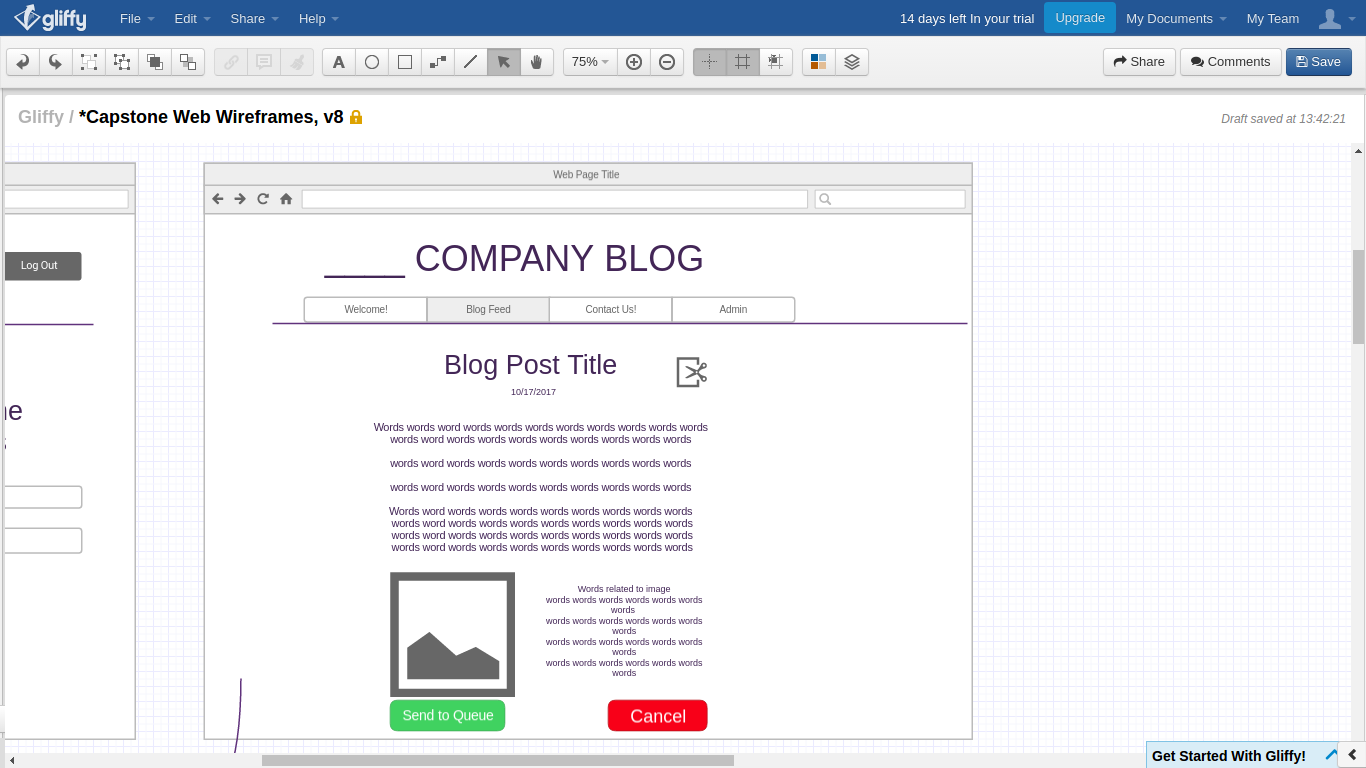 gliffy
File Edit Share Help
14 days left In your trial
Upgrade
My Documents
My Team
A
75%
Share
Comments
Save
Gliffy / *Capstone Web Wireframes, v8
Draft saved at 13:42:21
Web Page Title
Log Out
____ COMPANY BLOG
Welcome!
Blog Feed
Contact Us!
Admin
Blog Post Title
10/17/2017
Words words word words words words words words words words words
words word words words words words words words words words
words word words words words words words words words words
words word words words words words words words words words
Words word words words words words words words words words
words word words words words words words words words words
words word words words words words words words words words
words word words words words words words words words words
Words related to image
words words words words words words
words
words words words words words words
words
words words words words words words
words
words words words words words words
words
Send to Queue
Cancel
Get Started With Gliffy!